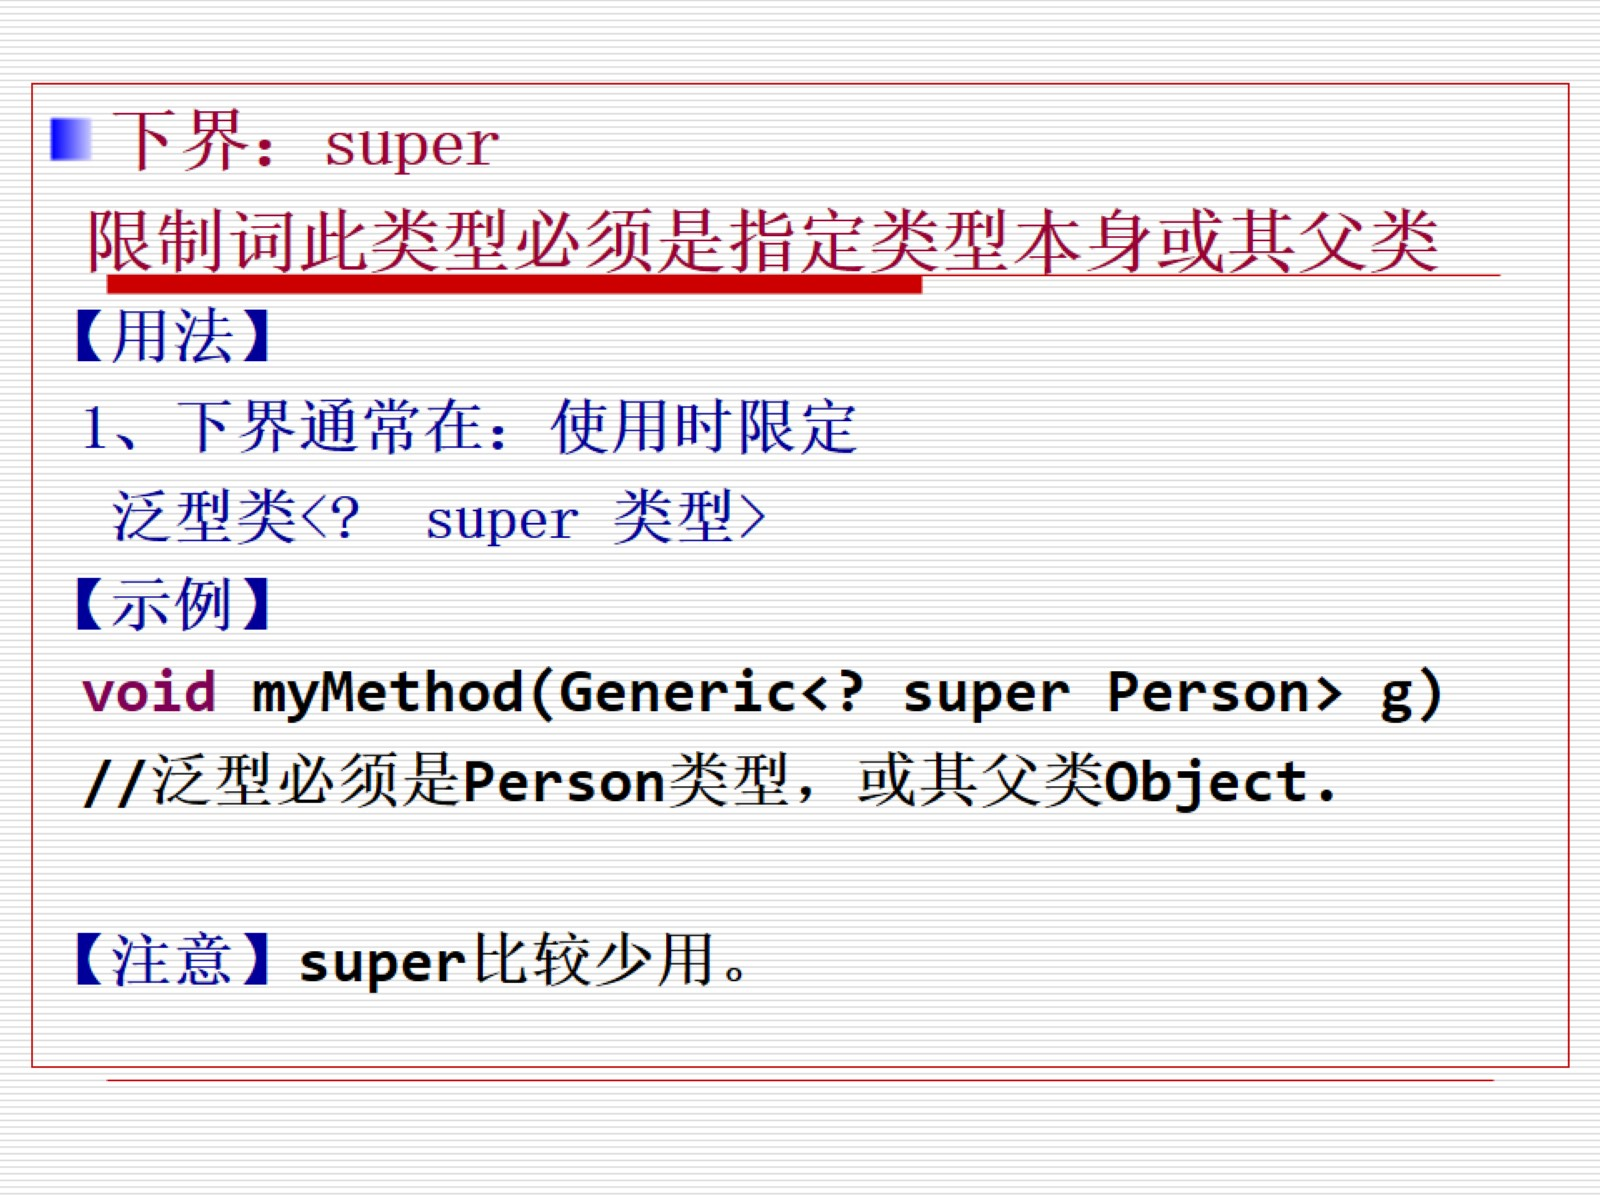 下界：super
限制词此类型必须是指定类型本身或其父类
【用法】
1、下界通常在：使用时限定
泛型类<?  super 类型>
【示例】
void myMethod(Generic<? super Person> g)
//泛型必须是Person类型，或其父类Object.
【注意】super比较少用。